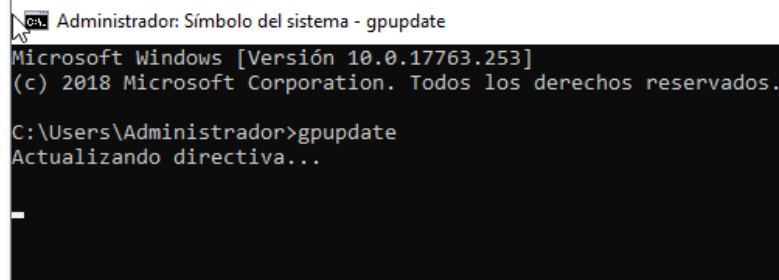 Administrador: Símbolo del sistema - gpupdate
Microsoft Windows [Versión 10.0.17763.253]
(c) 2018 Microsoft Corporation. Todos los derechos reservados.
C:\Users\Administrador>gpupdate
Actualizando directiva...